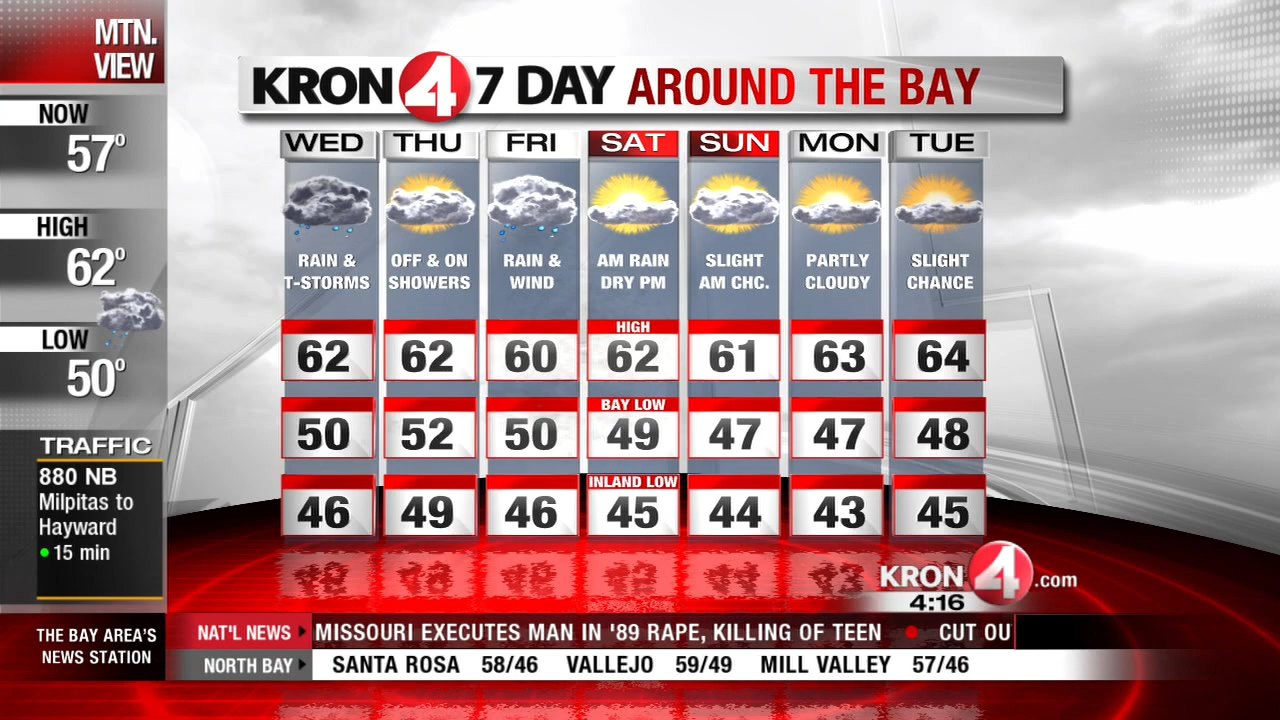 MTN.
VIEW
NOW
57°
HIGH
62°
LOW
50°
TRAFFIC
880 NB
Milpitas to
Hayward
15 min
THE BAY AREA'S
NEWS STATION
KRON 4 7 DAY AROUND THE BAY
WED THU FRI SAT SUN MON TUE
RAIN & OFF & ON RAIN & AM RAIN SLIGHT PARTLY SLIGHT
T-STORMS SHOWERS WIND DRY PM AM CHC. CLOUDY CHANCE
HIGH
62 62 60 62 61 63 64
BAY LOW
50 52 50 49 47 47 48
INLAND LOW
46 49 46 45 44 43 45
KRON 4 .com
4:16
NAT'L NEWS MISSOURI EXECUTES MAN IN '89 RAPE, KILLING OF TEEN CUT OU
NORTH BAY SANTA ROSA 58/46 VALLEJO 59/49 MILL VALLEY 57/46